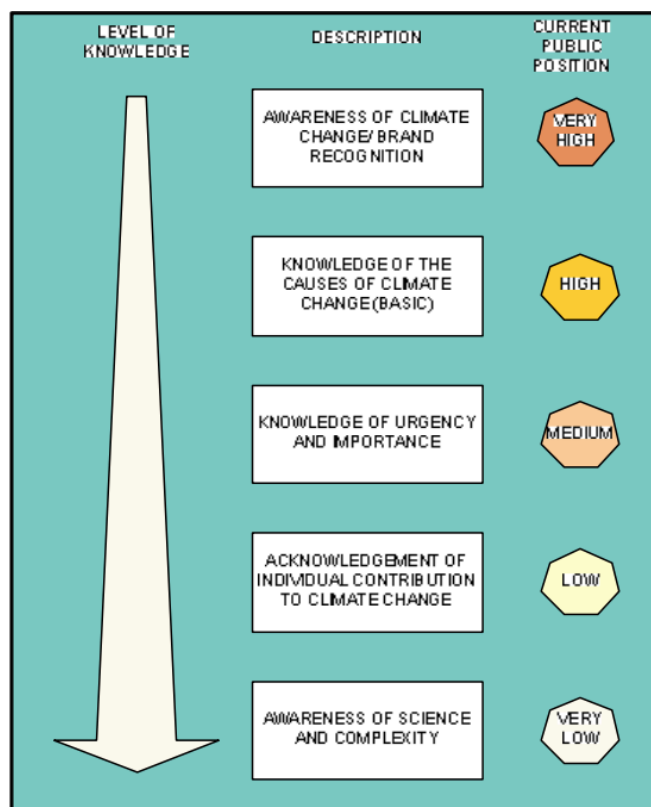 LEVEL OF
KNOWLEDGE
DESCRIPTION
CURRENT
PUBLIC
POSITION
AWARENESS OF CLIMATE
CHANGE/ BRAND
RECOGNITION
VERY
HIGH
KNOWLEDGE OF THE
CAUSES OF CLIMATE
CHANGE(BASIC)
HIGH
KNOWLEDGE OF URGENCY
AND IMPORTANCE
MEDIUM
ACKNOWLEDGEMENT OF
INDIVIDUAL CONTRIBUTION
TO CLIMATE CHANGE
LOW
AWARENESS OF SCIENCE
AND COMPLEXITY
VERY
LOW